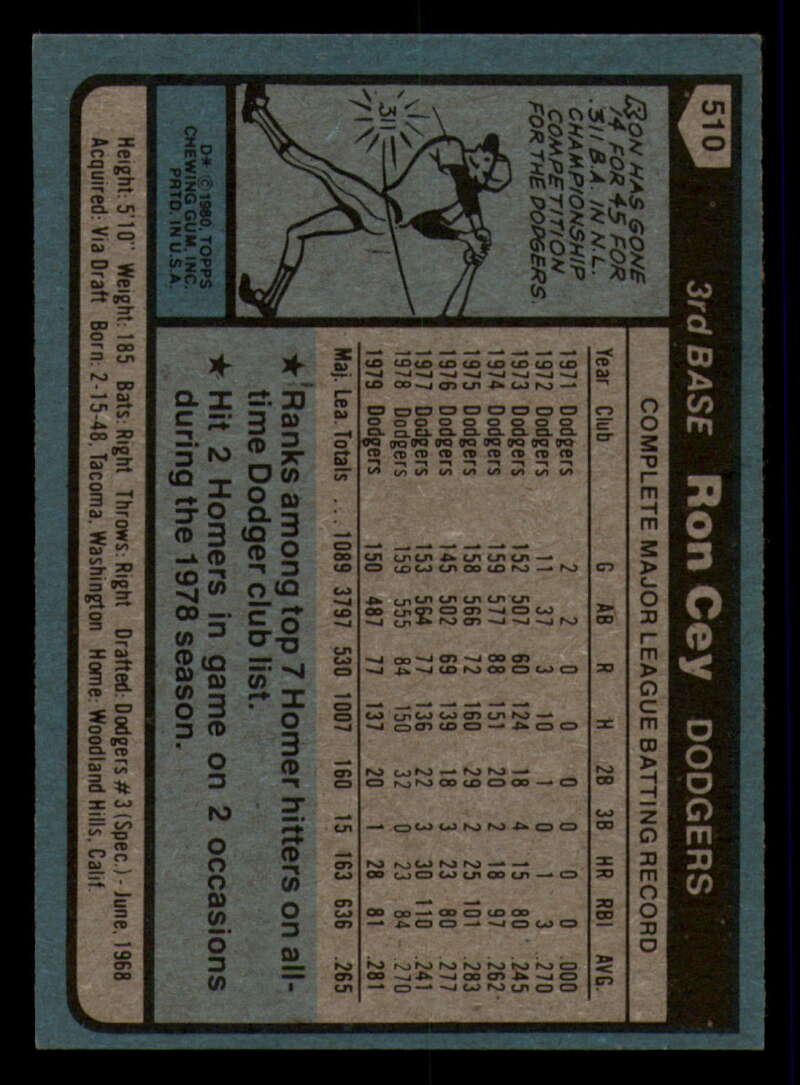 510 3rd BASE Ron Cey DODGERS
RON HAS GONE
14 FOR 45 FOR
.311 B.A. IN N.L.
CHAMPIONSHIP
COMPETITION
FOR THE DODGERS.
.311
D* © 1980, TOPPS
CHEWING GUM, INC.
PRTD. IN U.S.A.
COMPLETE MAJOR LEAGUE BATTING RECORD
Year Club G AB R H 2B 3B HR RBI AVG.
1971 Dodgers 2 2 0 0 0 0 0 0 .000
1972 Dodgers 11 37 3 10 1 0 1 3 .270
1973 Dodgers 152 507 60 124 18 4 15 80 .245
1974 Dodgers 159 577 88 151 20 2 18 97 .262
1975 Dodgers 158 566 72 160 29 2 25 101 .283
1976 Dodgers 145 502 69 139 18 3 23 80 .277
1977 Dodgers 153 564 77 136 22 3 30 110 .241
1978 Dodgers 159 555 84 150 32 0 23 84 .270
1979 Dodgers 150 487 77 137 20 1 28 81 .281
Maj. Lea. Totals ... 1089 3797 530 1007 160 15 163 636 .265
★ Ranks among top 7 Homer hitters on all-
time Dodger club list.
★ Hit 2 Homers in game on 2 occasions
during the 1978 season.
Height: 5'10" Weight: 185 Bats: Right Throws: Right Drafted: Dodgers #3 (Spec.) - June, 1968
Acquired: Via Draft Born: 2-15-48, Tacoma, Washington Home: Woodland Hills, Calif.